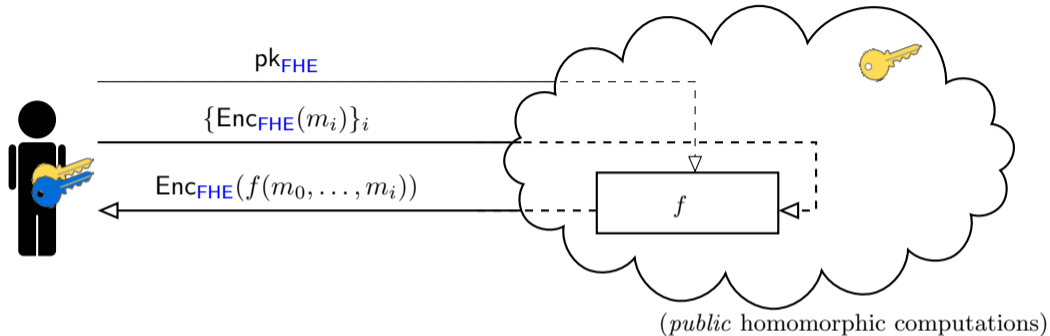 pk_FHE
{Enc_FHE(m_i)}_i
Enc_FHE(f(m_0, . . . , m_i))
f
(public homomorphic computations)